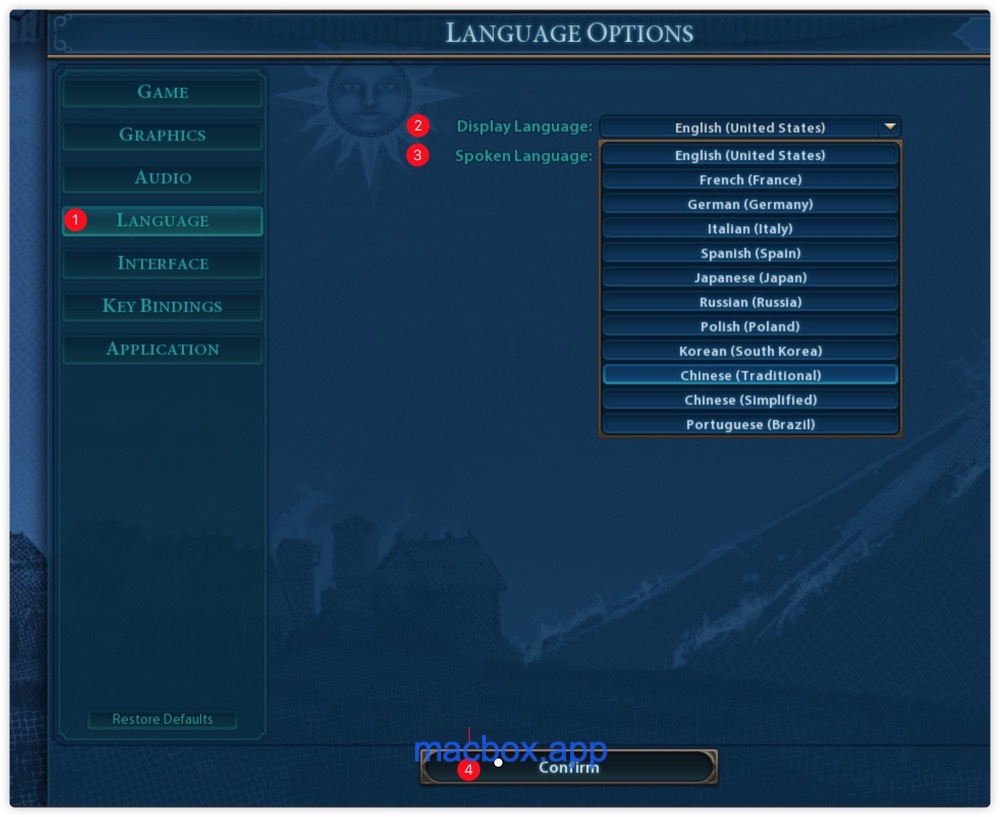 LANGUAGE OPTIONS
GAME
GRAPHICS
AUDIO
1 LANGUAGE
INTERFACE
KEY BINDINGS
APPLICATION
Restore Defaults
2 Display Language: English (United States)
3 Spoken Language: English (United States)
French (France)
German (Germany)
Italian (Italy)
Spanish (Spain)
Japanese (Japan)
Russian (Russia)
Polish (Poland)
Korean (South Korea)
Chinese (Traditional)
Chinese (Simplified)
Portuguese (Brazil)
macbox.app
4 Confirm